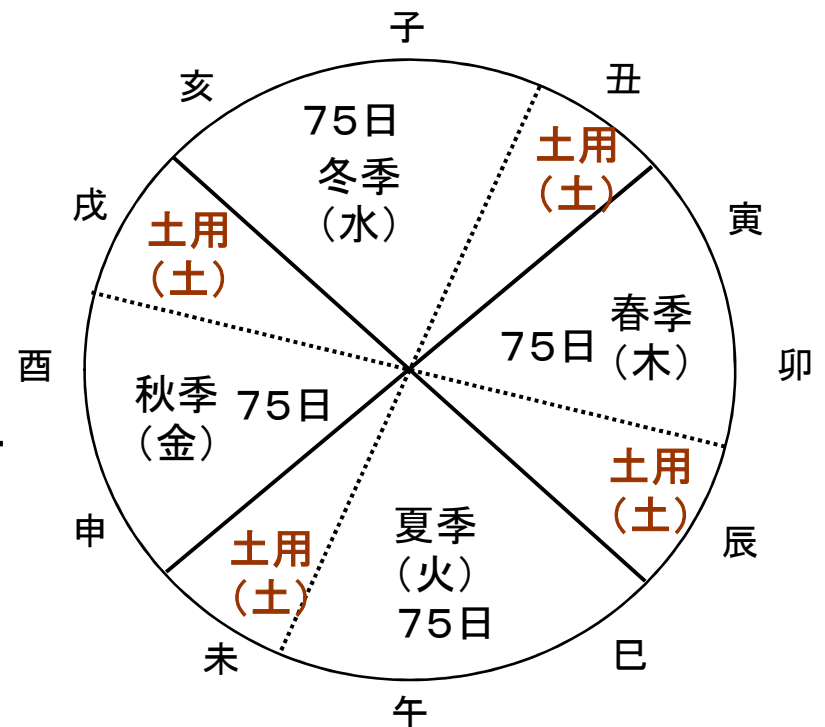 子
亥
丑
75日
冬季
（水）
土用
（土）
戌
土用
（土）
寅
春季
（木）
75日
酉
卯
秋季
（金）
75日
土用
（土）
申
辰
土用
（土）
夏季
（火）
75日
未
巳
午